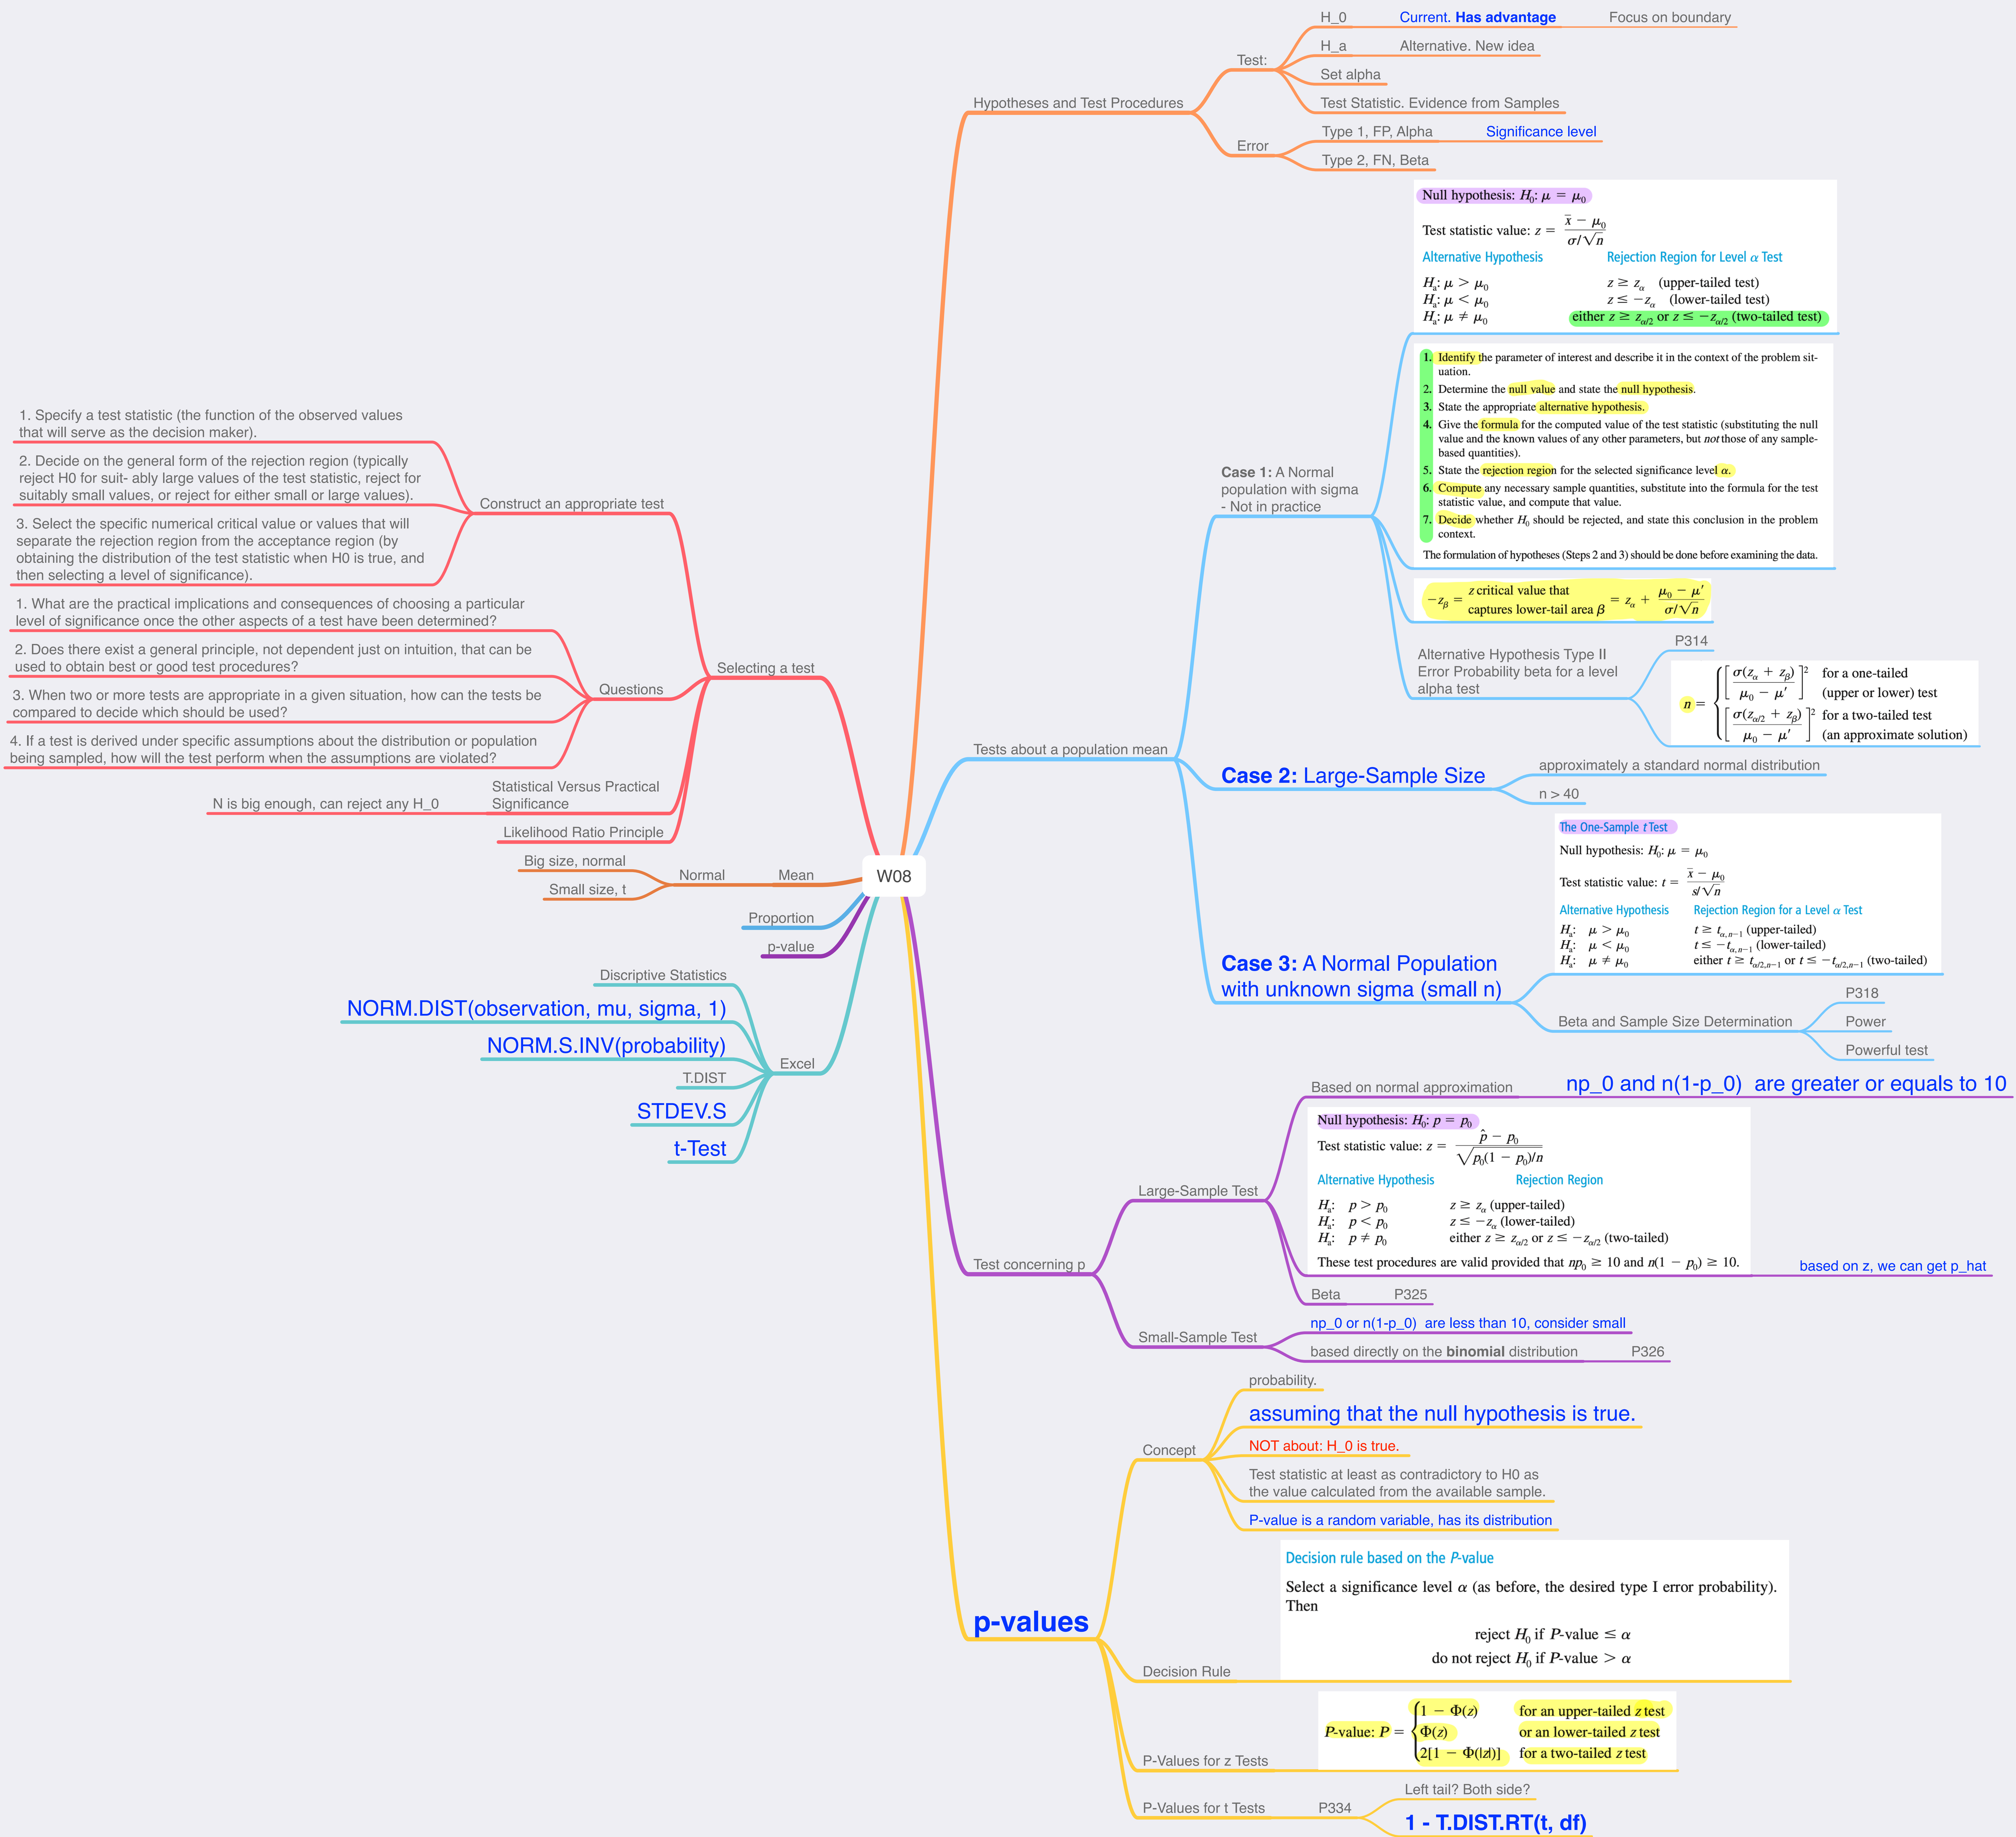 W08
Hypotheses and Test Procedures
Test:
H_0
Current. Has advantage
Focus on boundary
H_a
Alternative. New idea
Set alpha
Test Statistic. Evidence from Samples
Error
Type 1, FP, Alpha
Significance level
Type 2, FN, Beta
Tests about a population mean
Case 1: A Normal
population with sigma
- Not in practice
Null hypothesis: H₀: μ = μ₀
Test statistic value: z = (x̄ − μ₀) / (σ/√n)
Alternative Hypothesis
Rejection Region for Level α Test
Hₐ: μ > μ₀ z ≥ z_α (upper-tailed test)
Hₐ: μ < μ₀ z ≤ −z_α (lower-tailed test)
Hₐ: μ ≠ μ₀ either z ≥ z_α/2 or z ≤ −z_α/2 (two-tailed test)
1. Identify the parameter of interest and describe it in the context of the problem sit-
uation.
2. Determine the null value and state the null hypothesis.
3. State the appropriate alternative hypothesis.
4. Give the formula for the computed value of the test statistic (substituting the null
value and the known values of any other parameters, but not those of any sample-
based quantities).
5. State the rejection region for the selected significance level α.
6. Compute any necessary sample quantities, substitute into the formula for the test
statistic value, and compute that value.
7. Decide whether H₀ should be rejected, and state this conclusion in the problem
context.
The formulation of hypotheses (Steps 2 and 3) should be done before examining the data.
−z_β = z critical value that
captures lower-tail area β = z_α + (μ₀ − μ′) / (σ/√n)
Alternative Hypothesis Type II
Error Probability beta for a level
alpha test
P314
n = { [σ(z_α + z_β) / (μ₀ − μ′)]² for a one-tailed
(upper or lower) test
[σ(z_α/2 + z_β) / (μ₀ − μ′)]² for a two-tailed test
(an approximate solution)
Case 2: Large-Sample Size
approximately a standard normal distribution
n > 40
Case 3: A Normal Population
with unknown sigma (small n)
The One-Sample t Test
Null hypothesis: H₀: μ = μ₀
Test statistic value: t = (x̄ − μ₀) / (s/√n)
Alternative Hypothesis
Rejection Region for a Level α Test
Hₐ: μ > μ₀ t ≥ t_α,n−1 (upper-tailed)
Hₐ: μ < μ₀ t ≤ −t_α,n−1 (lower-tailed)
Hₐ: μ ≠ μ₀ either t ≥ t_α/2,n−1 or t ≤ −t_α/2,n−1 (two-tailed)
Beta and Sample Size Determination
P318
Power
Powerful test
Test concerning p
Large-Sample Test
Based on normal approximation
np_0 and n(1-p_0) are greater or equals to 10
Null hypothesis: H₀: p = p₀
Test statistic value: z = (p̂ − p₀) / √(p₀(1 − p₀)/n)
Alternative Hypothesis
Rejection Region
Hₐ: p > p₀ z ≥ z_α (upper-tailed)
Hₐ: p < p₀ z ≤ −z_α (lower-tailed)
Hₐ: p ≠ p₀ either z ≥ z_α/2 or z ≤ −z_α/2 (two-tailed)
These test procedures are valid provided that np₀ ≥ 10 and n(1 − p₀) ≥ 10.
based on z, we can get p_hat
Beta
P325
Small-Sample Test
np_0 or n(1-p_0) are less than 10, consider small
based directly on the binomial distribution
P326
p-values
Concept
probability.
assuming that the null hypothesis is true.
NOT about: H_0 is true.
Test statistic at least as contradictory to H0 as
the value calculated from the available sample.
P-value is a random variable, has its distribution
Decision Rule
Decision rule based on the P-value
Select a significance level α (as before, the desired type I error probability).
Then
reject H₀ if P-value ≤ α
do not reject H₀ if P-value > α
P-Values for z Tests
P-value: P = { 1 − Φ(z) for an upper-tailed z test
Φ(z) or an lower-tailed z test
2[1 − Φ(|z|)] for a two-tailed z test
P-Values for t Tests
P334
Left tail? Both side?
1 - T.DIST.RT(t, df)
Selecting a test
Construct an appropriate test
1. Specify a test statistic (the function of the observed values
that will serve as the decision maker).
2. Decide on the general form of the rejection region (typically
reject H0 for suit- ably large values of the test statistic, reject for
suitably small values, or reject for either small or large values).
3. Select the specific numerical critical value or values that will
separate the rejection region from the acceptance region (by
obtaining the distribution of the test statistic when H0 is true, and
then selecting a level of significance).
Questions
1. What are the practical implications and consequences of choosing a particular
level of significance once the other aspects of a test have been determined?
2. Does there exist a general principle, not dependent just on intuition, that can be
used to obtain best or good test procedures?
3. When two or more tests are appropriate in a given situation, how can the tests be
compared to decide which should be used?
4. If a test is derived under specific assumptions about the distribution or population
being sampled, how will the test perform when the assumptions are violated?
Statistical Versus Practical
Significance
N is big enough, can reject any H_0
Likelihood Ratio Principle
Mean
Normal
Big size, normal
Small size, t
Proportion
p-value
Excel
Discriptive Statistics
NORM.DIST(observation, mu, sigma, 1)
NORM.S.INV(probability)
T.DIST
STDEV.S
t-Test